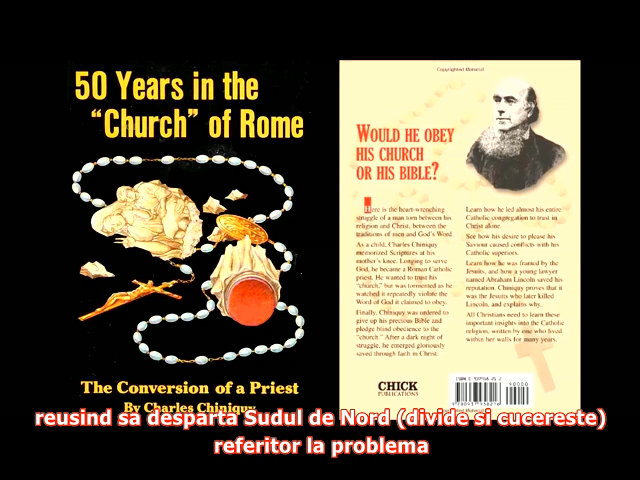 50 Years in the
"Church" of Rome
The Conversion of a Priest
By Charles Chiniquy
Copyrighted Material
WOULD HE OBEY
HIS CHURCH
OR HIS BIBLE?
Here is the heart-wrenching
struggle of a man torn between his
religion and Christ, between the
traditions of men and God's Word.
As a child, Charles Chiniquy
memorized Scriptures at his
mother's knee. Longing to serve
God, he became a Roman Catholic
priest. He wanted to trust his
"church," but was tormented as he
watched it repeatedly violate the
Word of God it claimed to obey.
Finally, Chiniquy was ordered to
give up his precious Bible and
pledge blind obedience to the
"church." After a dark night of
struggle, he emerged gloriously
saved through faith in Christ.
Learn how he led almost his entire
Catholic congregation to trust in
Christ alone.
See how his desire to please his
Saviour caused conflicts with his
Catholic superiors.
Learn how he was framed by the
Jesuits, and how a young lawyer
named Abraham Lincoln saved his
reputation. Chiniquy proves that it
was the Jesuits who later killed
Lincoln, and explains why.
All Christians need to learn these
important insights into the Catholic
religion, written by one who lived
within her walls for many years.
CHICK
PUBLICATIONS
90000
reusind sa desparta Sudul de Nord (divide si cucereste)
referitor la problema